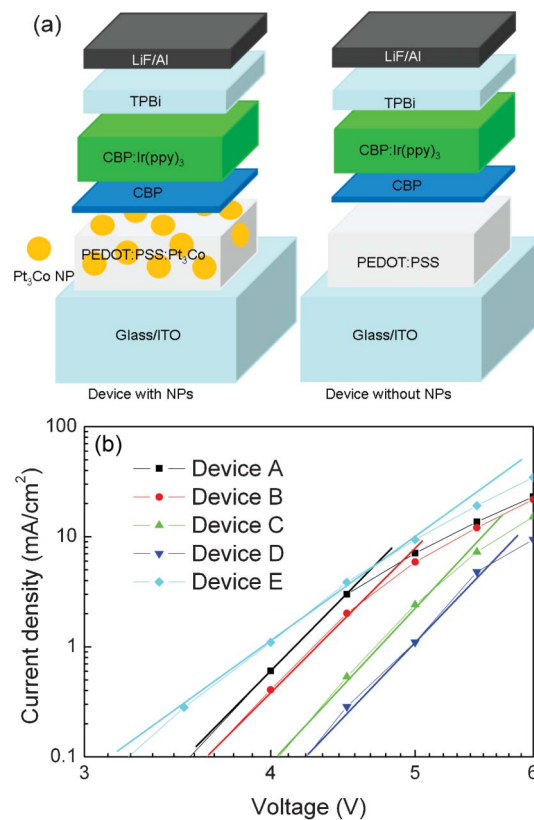 (a)
LiF/Al
TPBi
CBP:Ir(ppy)₃
CBP
PEDOT:PSS:Pt₃Co
Pt₃Co NP
Glass/ITO
Device with NPs
LiF/Al
TPBi
CBP:Ir(ppy)₃
CBP
PEDOT:PSS
Glass/ITO
Device without NPs
(b)
Device A
Device B
Device C
Device D
Device E
Current density (mA/cm²)
100
10
1
0.1
3
4
5
6
Voltage (V)